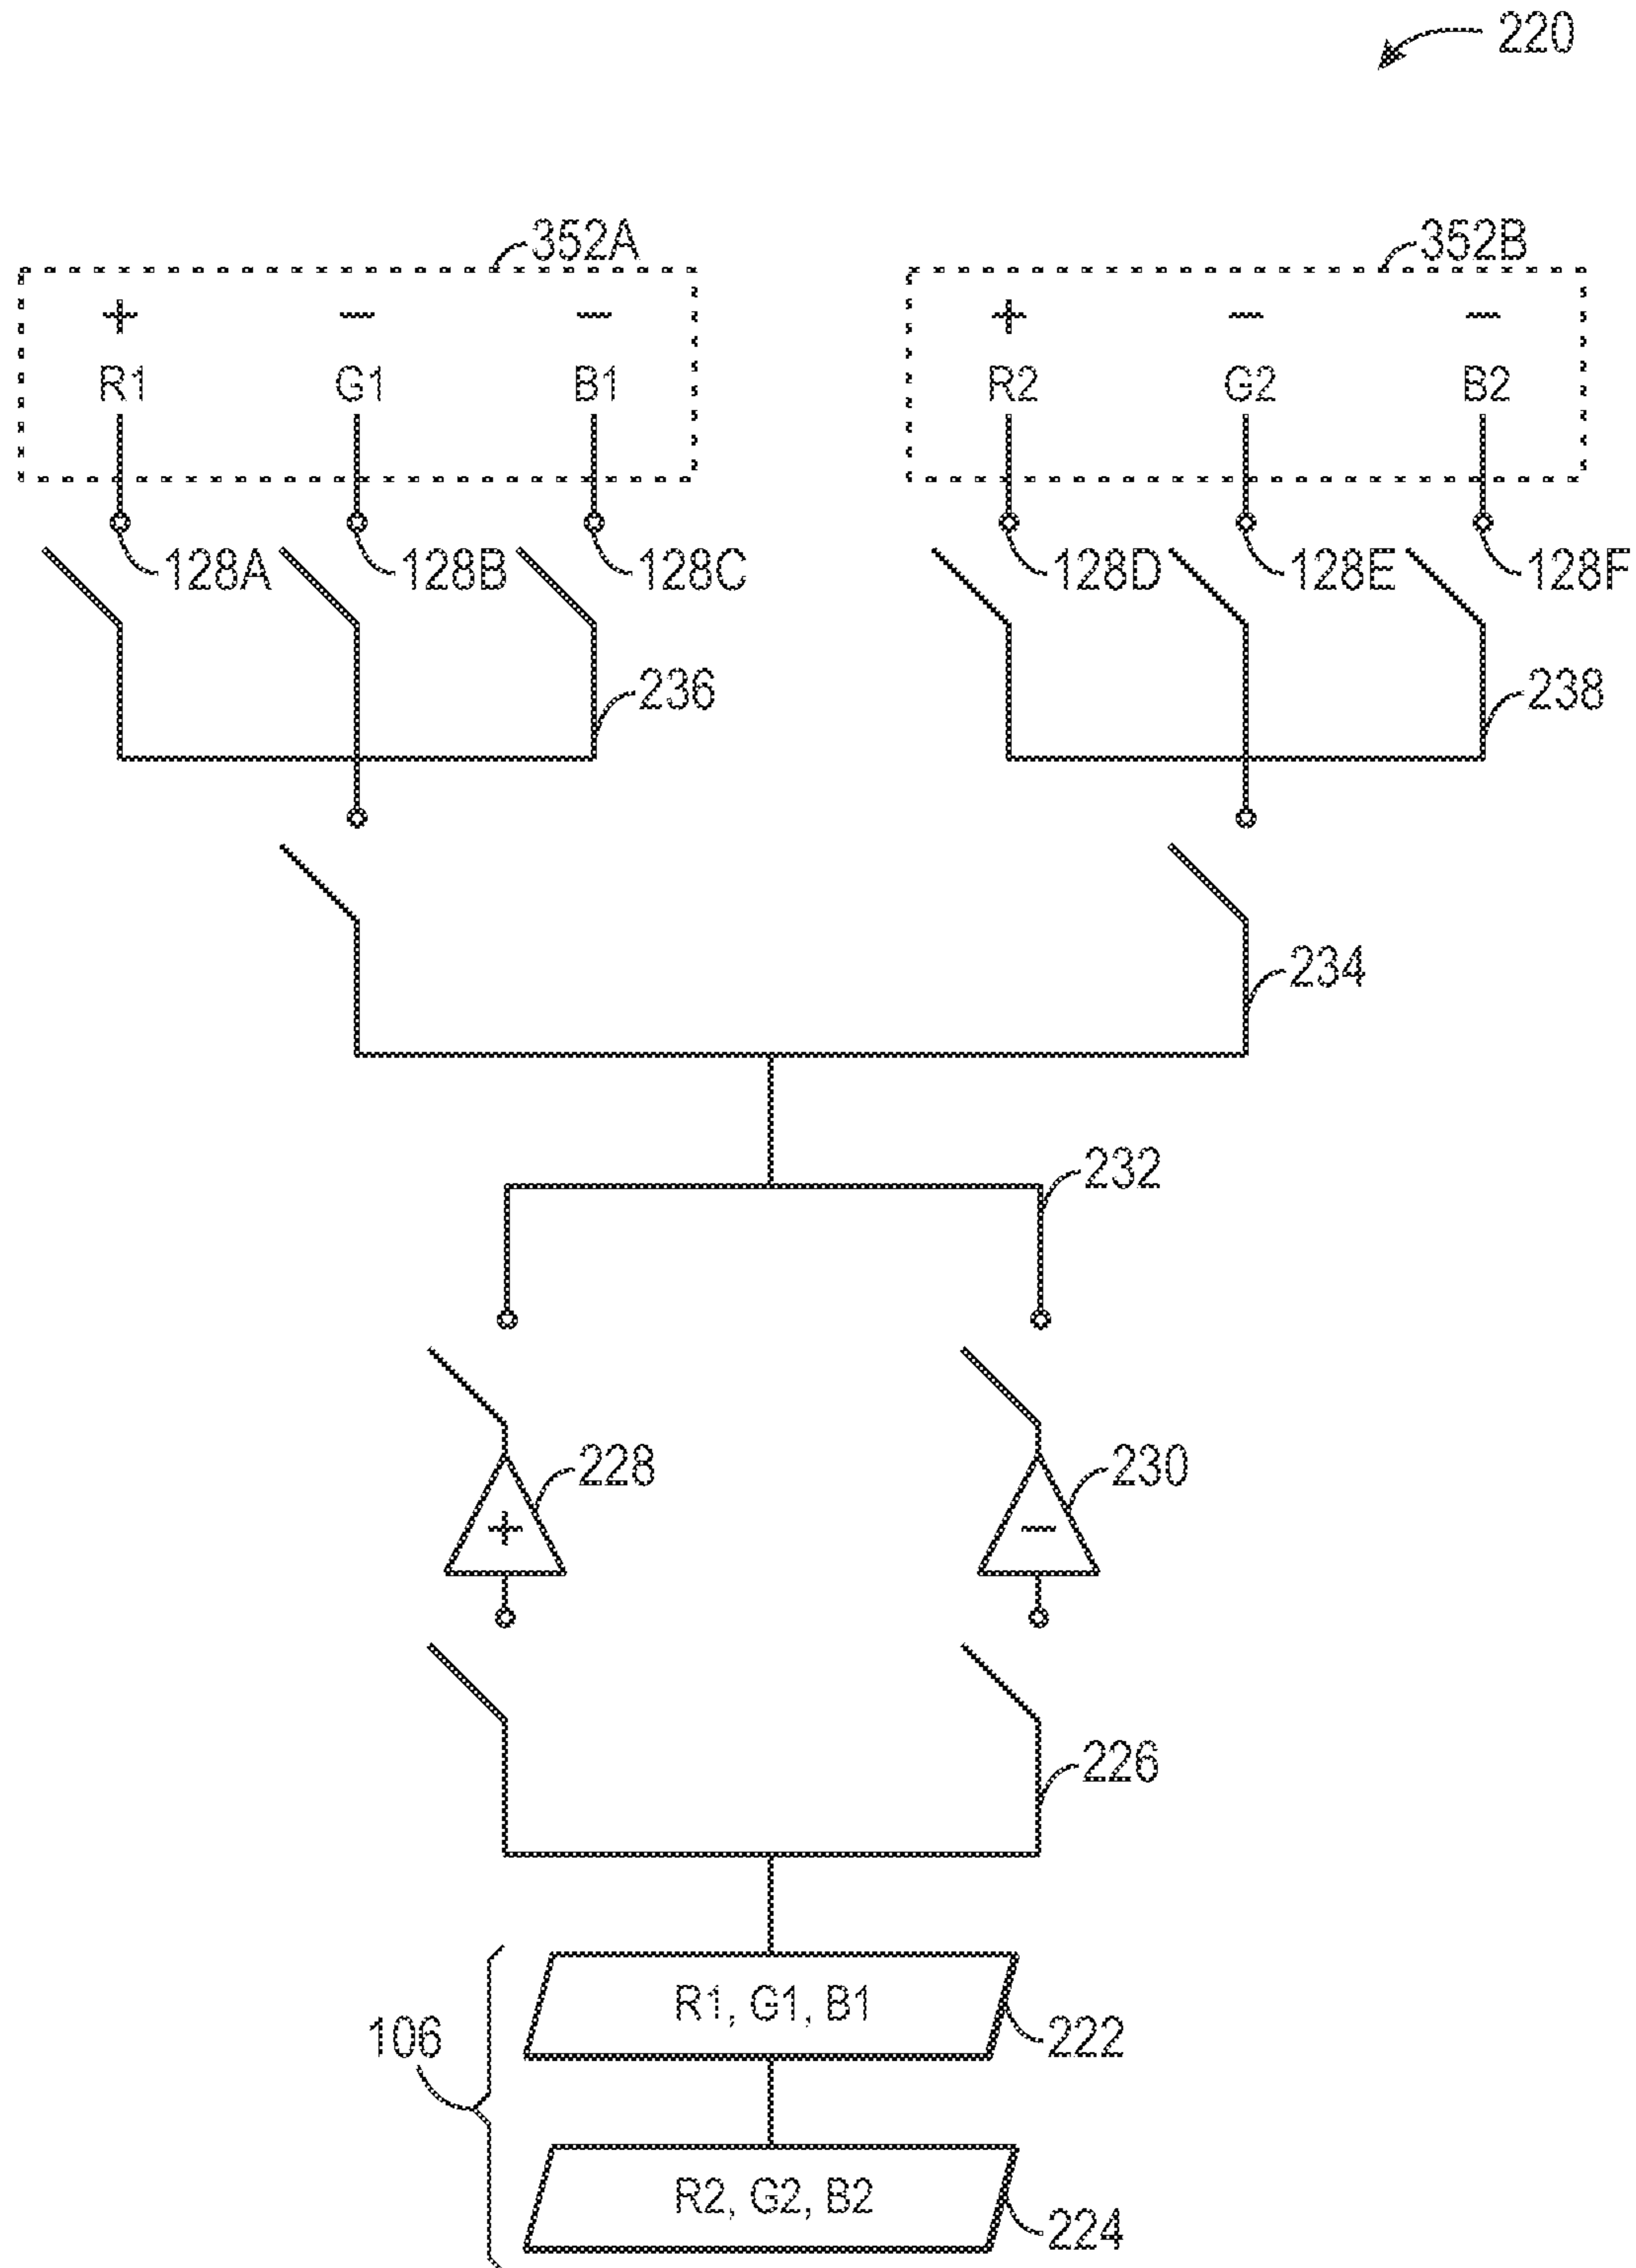 220
352A 352B
+ − − + − −
R1 G1 B1 R2 G2 B2
128A 128B 128C 128D 128E 128F
236 238
234
232
228 230
+ −
226
R1, G1, B1
106 222
R2, G2, B2
224